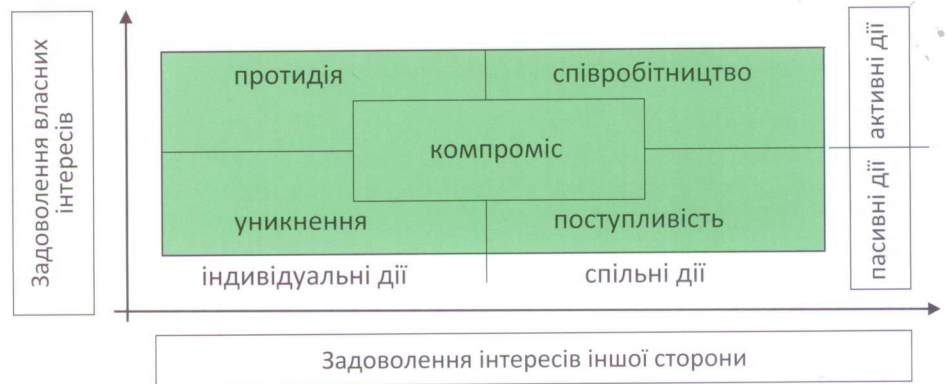 Задоволення власних
інтересів
протидія
співробітництво
компроміс
уникнення
поступливість
індивідуальні дії
спільні дії
активні дії
пасивні дії
Задоволення інтересів іншої сторони